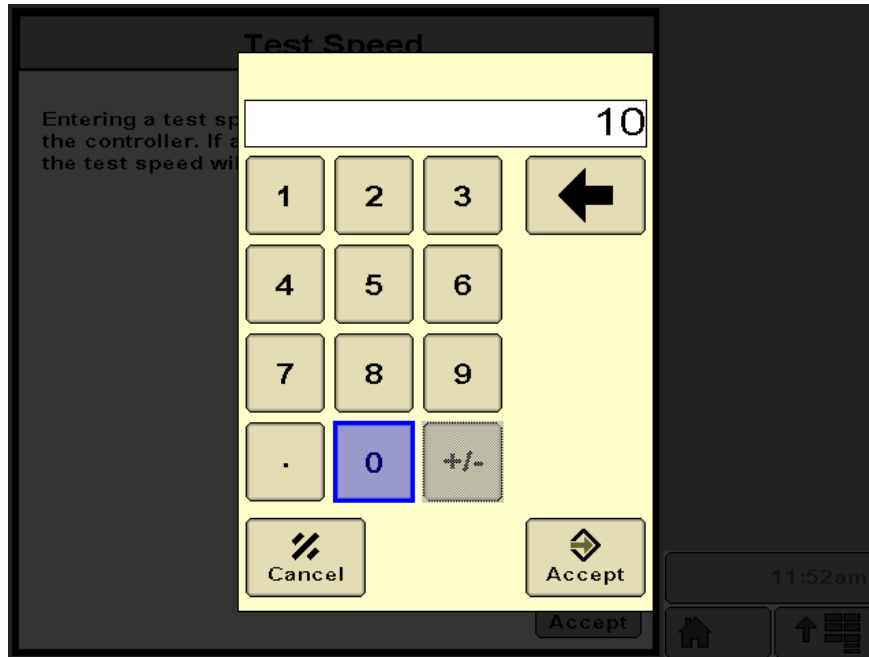 Test Speed
Entering a test sp
the controller. If a
the test speed wil
10
1 2 3
4 5 6
7 8 9
. 0 +/-
Cancel Accept
Accept
11:52am